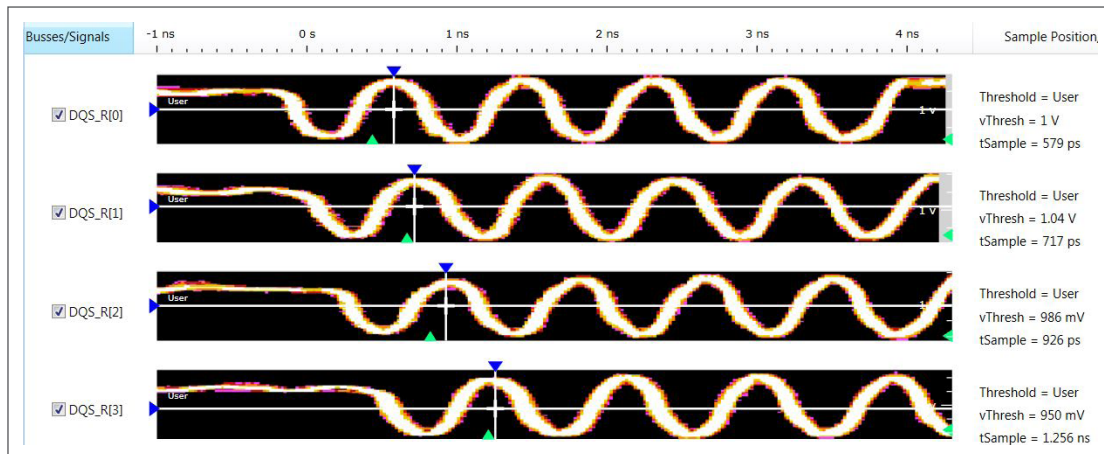 Busses/Signals -1 ns 0 s 1 ns 2 ns 3 ns 4 ns Sample Position,
DQS_R[0]
User
1 V
Threshold = User
vThresh = 1 V
tSample = 579 ps
DQS_R[1]
User
1 V
Threshold = User
vThresh = 1.04 V
tSample = 717 ps
DQS_R[2]
User
Threshold = User
vThresh = 986 mV
tSample = 926 ps
DQS_R[3]
User
Threshold = User
vThresh = 950 mV
tSample = 1.256 ns